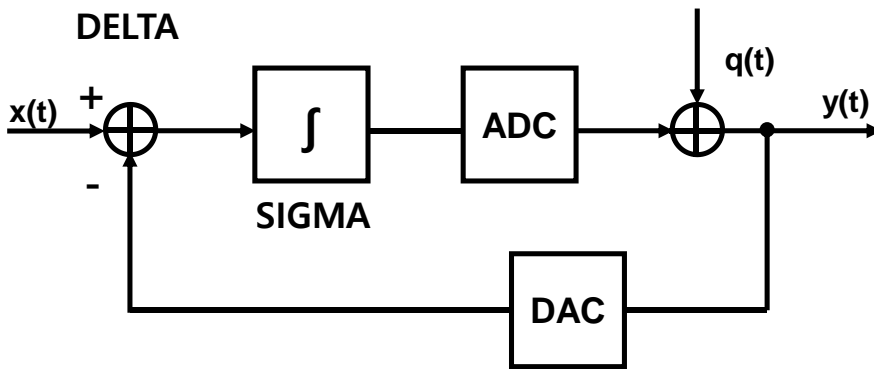 DELTA
q(t)
x(t)
+
∫
ADC
y(t)
-
SIGMA
DAC